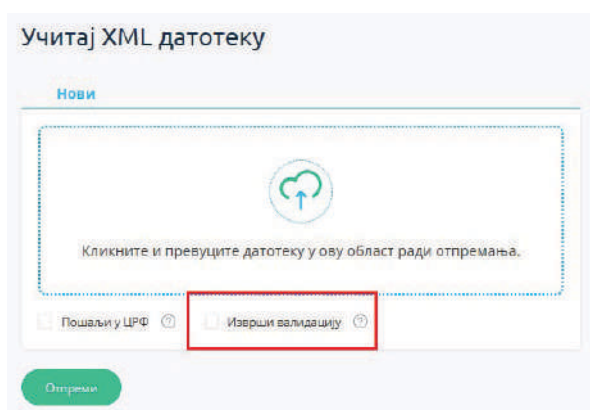 Учитај XML датотеку
Нови
Кликните и превуците датотеку у ову област ради отпремања.
Пошаљи у ЦРФ ? Изврши валидацију ?
Отпреми